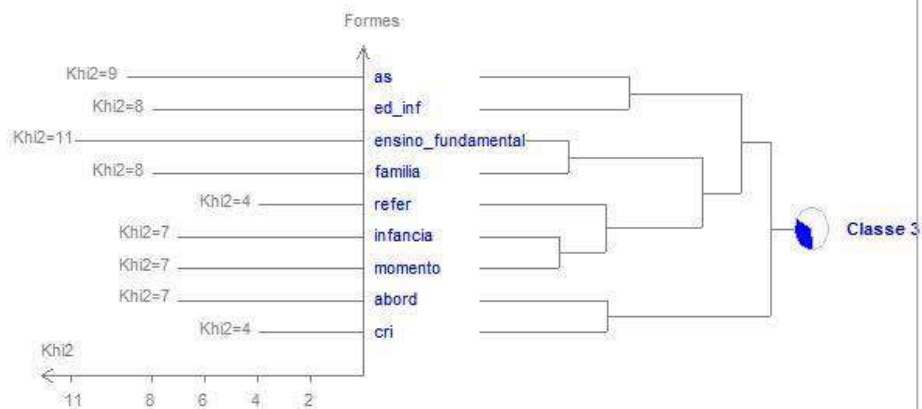 Formes
Khi2=9 as
Khi2=8 ed_inf
Khi2=11 ensino_fundamental
Khi2=8 familia
Khi2=4 refer
Khi2=7 infancia
Classe 3
Khi2=7 momento
Khi2=7 abord
Khi2=4 cri
Khi2
11 8 6 4 2